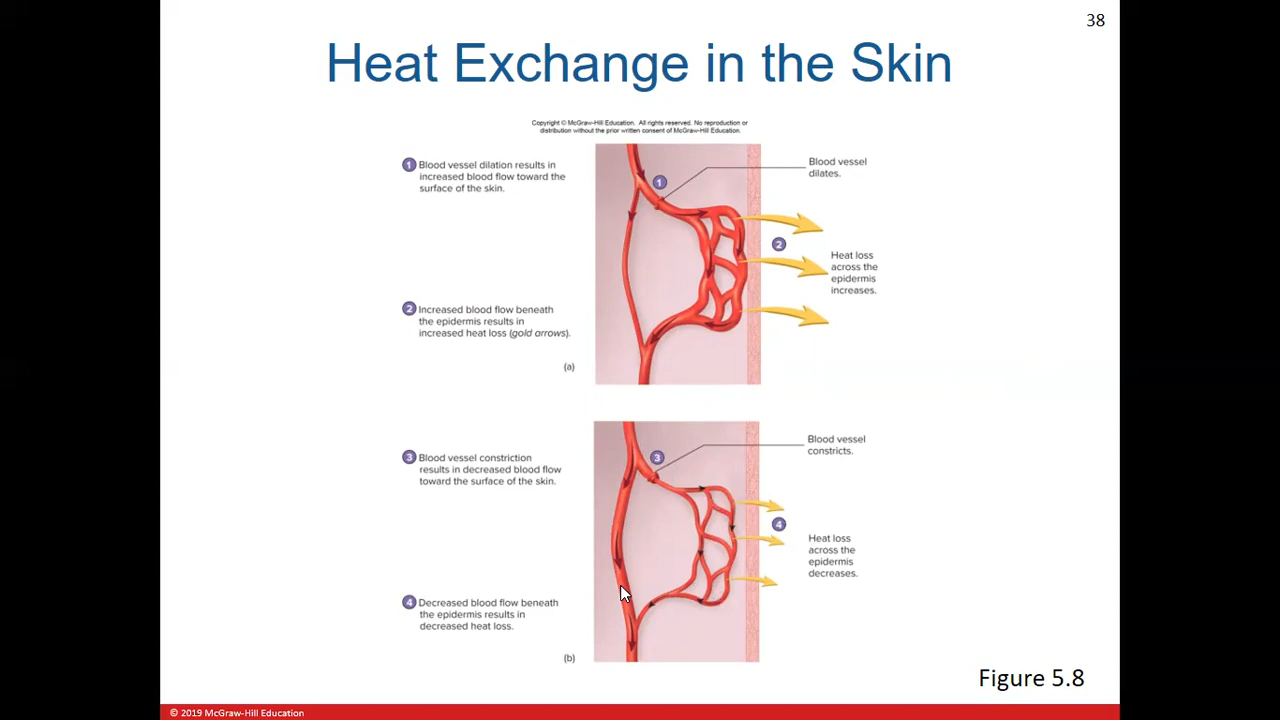 38
Heat Exchange in the Skin
Copyright © McGraw-Hill Education. All rights reserved. No reproduction or
distribution without the prior written consent of McGraw-Hill Education.
1 Blood vessel dilation results in
increased blood flow toward the
surface of the skin.
1
Blood vessel
dilates.
2
Heat loss
across the
epidermis
increases.
2 Increased blood flow beneath
the epidermis results in
increased heat loss (gold arrows).
(a)
3 Blood vessel constriction
results in decreased blood flow
toward the surface of the skin.
3
Blood vessel
constricts.
4
Heat loss
across the
epidermis
decreases.
4 Decreased blood flow beneath
the epidermis results in
decreased heat loss.
(b)
Figure 5.8
© 2019 McGraw-Hill Education